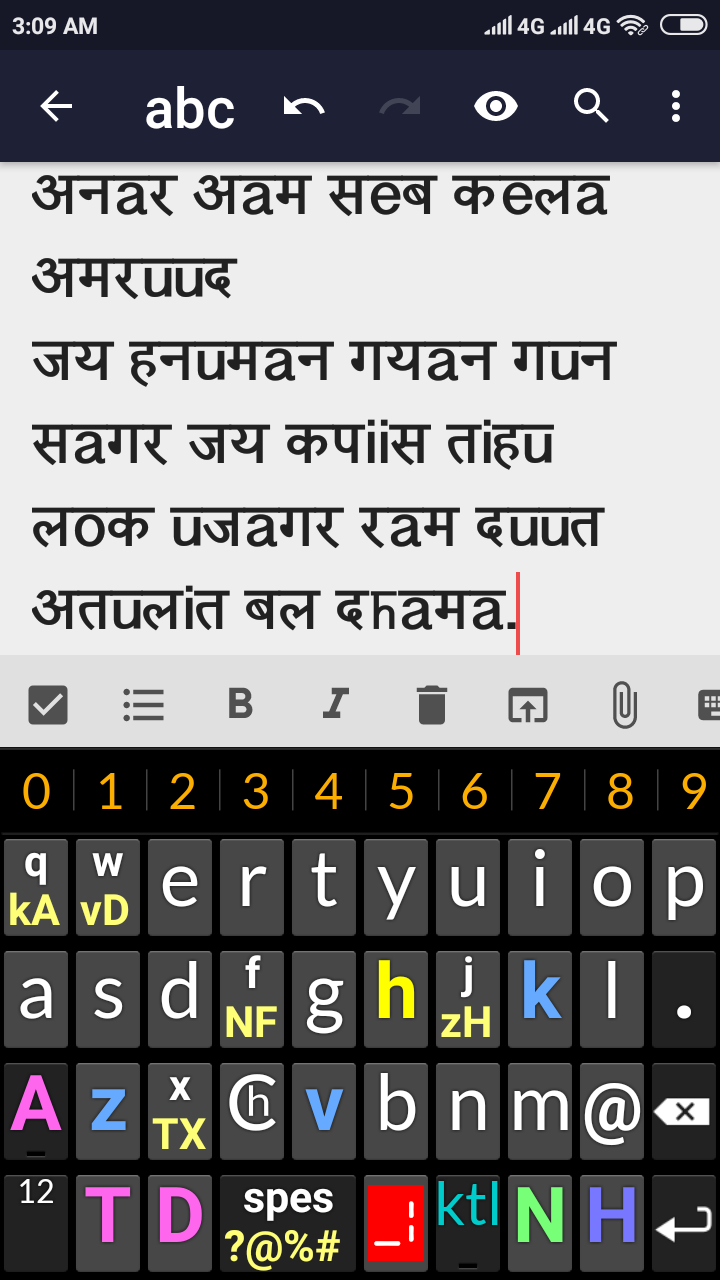 3:09 AM 4G 4G
abc
अनaर अaम सeब कeलa
अमरuuद
जय हनuमaन गयaन गuन
सaगर जय कपiiस तiहu
लoक uजaगर रaम दuuत
अतuलiत बल दhaमa.
B I
0 1 2 3 4 5 6 7 8 9
q w e r t y u i o p
kA vD
a s d f g h j k l .
NF zH
A z x Ch v b n m @
TX
12 T D spes _¦ ktl N H
?@%#